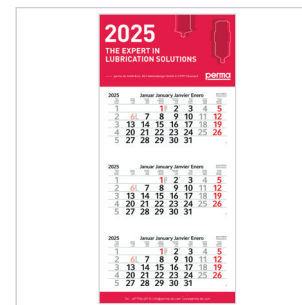 2025
THE EXPERT IN
LUBRICATION SOLUTIONS
perma
2025 Januar January Janvier Enero
1 1 2 3 4 5
2 6 7 8 9 10 11 12
3 13 14 15 16 17 18 19
4 20 21 22 23 24 25 26
5 27 28 29 30 31
2025 Januar January Janvier Enero
1 1 2 3 4 5
2 6 7 8 9 10 11 12
3 13 14 15 16 17 18 19
4 20 21 22 23 24 25 26
5 27 28 29 30 31
2025 Januar January Janvier Enero
1 1 2 3 4 5
2 6 7 8 9 10 11 12
3 13 14 15 16 17 18 19
4 20 21 22 23 24 25 26
5 27 28 29 30 31